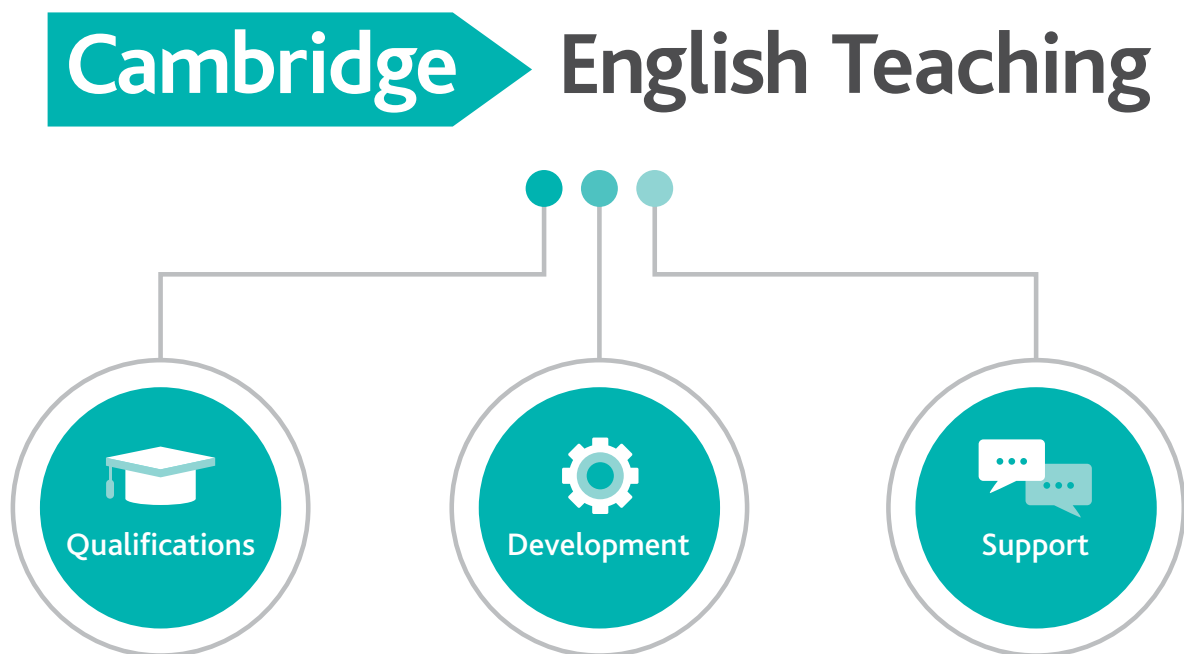 Cambridge English Teaching
Qualifications
Development
Support